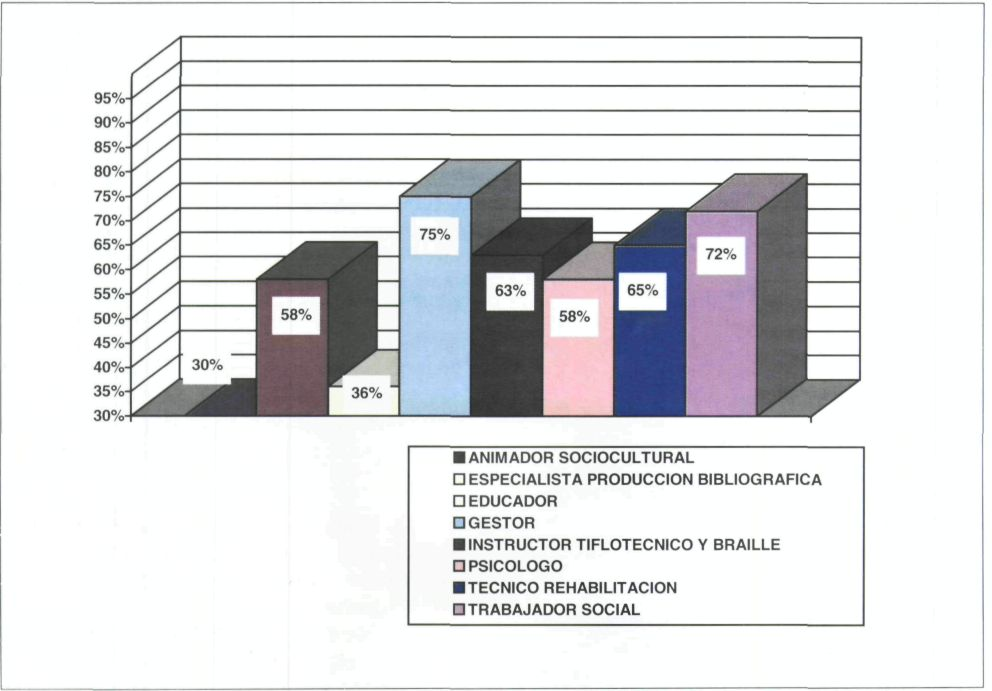 95%
90%
85%
80%
75%
70%
65%
60%
55%
50%
45%
40%
35%
30%
30%
58%
36%
75%
63%
58%
65%
72%
ANIMADOR SOCIOCULTURAL
ESPECIALISTA PRODUCCION BIBLIOGRAFICA
EDUCADOR
GESTOR
INSTRUCTOR TIFLOTECNICO Y BRAILLE
PSICOLOGO
TECNICO REHABILITACION
TRABAJADOR SOCIAL